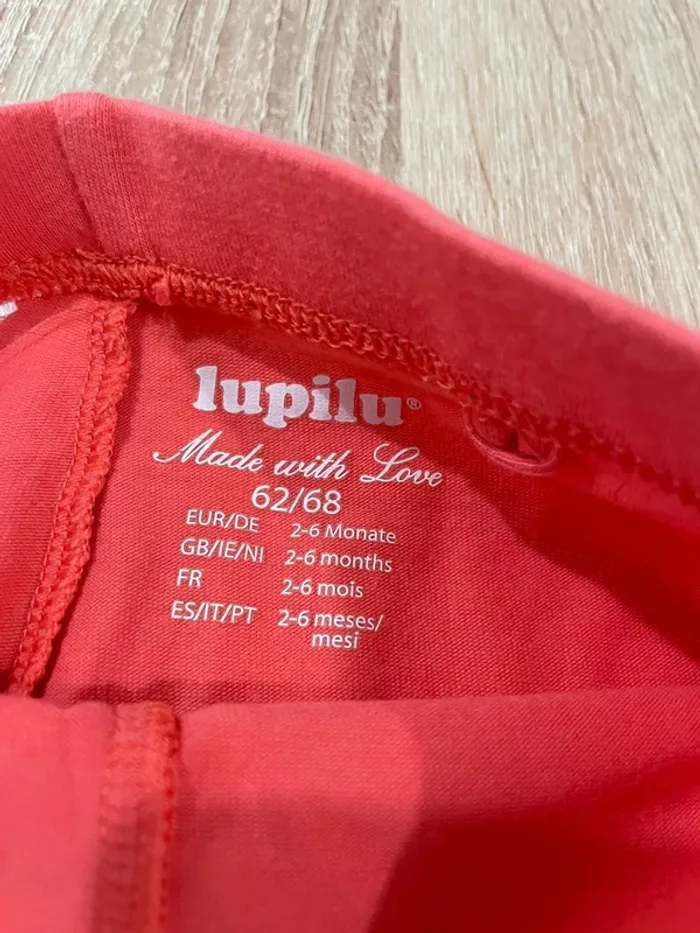 lupilu®
Made with Love
62/68
EUR/DE 2-6 Monate
GB/IE/NI 2-6 months
FR 2-6 mois
ES/IT/PT 2-6 meses/
mesi